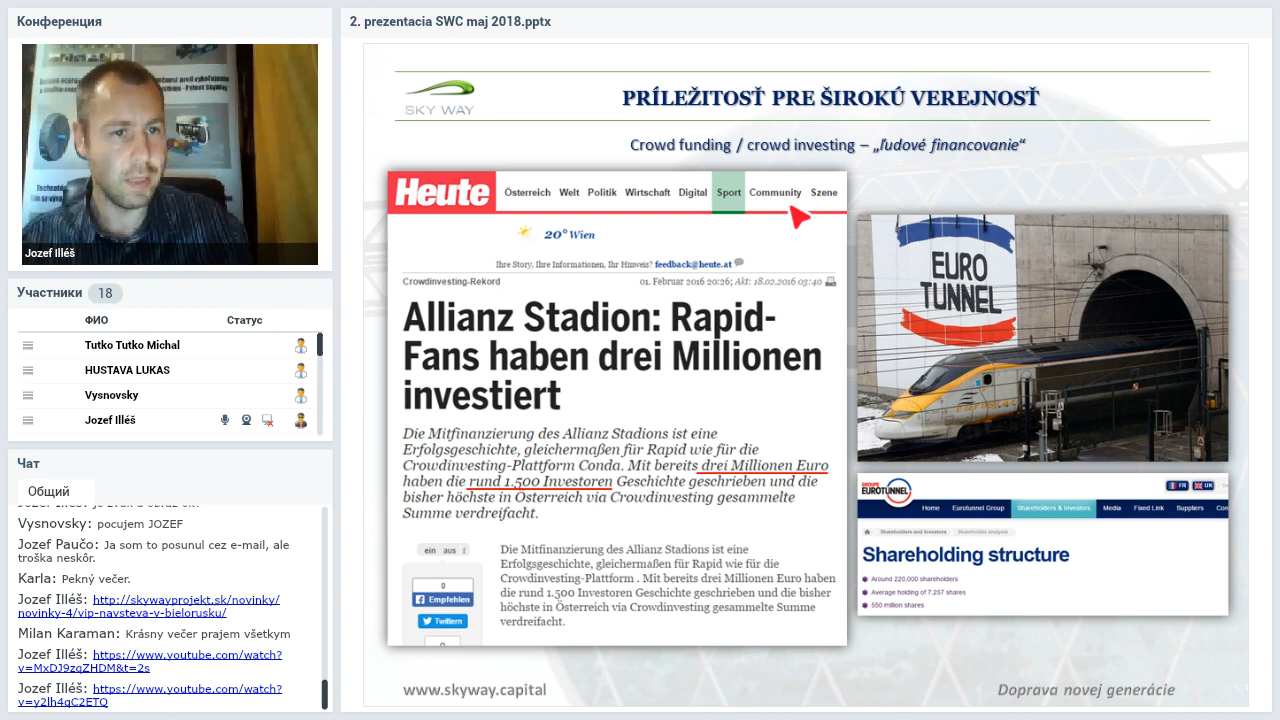 Конференция
Jozef Illéš
Участники 18
ФИО Статус
Tutko Tutko Michal
HUSTAVA LUKAS
Vysnovsky
Jozef Illéš
Чат
Общий
Vysnovsky: pocujem JOZEF
Jozef Paučo: Ja som to posunul cez e-mail, ale
troška neskôr.
Karla: Pekný večer.
Jozef Illéš: http://skywayprojekt.sk/novinky/
novinky-4/vip-navsteva-v-bielorusku/
Milan Karaman: Krásny večer prajem všetkym
Jozef Illéš: https://www.youtube.com/watch?
v=MxDJ9zqZHDM&t=2s
Jozef Illéš: https://www.youtube.com/watch?
v=y2lh4qC2ETQ
2. prezentacia SWC maj 2018.pptx
SKY WAY
PRÍLEŽITOSŤ PRE ŠIROKÚ VEREJNOSŤ
Crowd funding / crowd investing – „ľudové financovanie“
Heute
Österreich Welt Politik Wirtschaft Digital Sport Community Szene
20° Wien
Ihre Story, Ihre Informationen, Ihr Hinweis? feedback@heute.at
Crowdinvesting-Rekord 01. Februar 2016 20:26; Akt: 18.02.2016 03:40
Allianz Stadion: Rapid-
Fans haben drei Millionen
investiert
Die Mitfinanzierung des Allianz Stadions ist eine
Erfolgsgeschichte, gleichermaßen für Rapid wie für die
Crowdinvesting-Plattform Conda. Mit bereits drei Millionen Euro
haben die rund 1.500 Investoren Geschichte geschrieben und die
bisher höchste in Österreich via Crowdinvesting gesammelte
Summe verdreifacht.
ein aus
0
Empfehlen
Twittern
0
Die Mitfinanzierung des Allianz Stadions ist eine
Erfolgsgeschichte, gleichermaßen für Rapid wie für die
Crowdinvesting-Plattform . Mit bereits drei Millionen Euro haben
die rund 1.500 Investoren Geschichte geschrieben und die bisher
höchste in Österreich via Crowdinvesting gesammelte Summe
verdreifacht.
EURO
TUNNEL
eurostar
GROUPE
EUROTUNNEL
FR UK
Home Eurotunnel Group Shareholders & Investors Media Fixed Link Suppliers
Shareholders and Investors Shareholder analysis
Shareholding structure
Around 220,000 shareholders
Average holding of 7,257 shares
550 million shares
www.skyway.capital
Doprava novej generácie